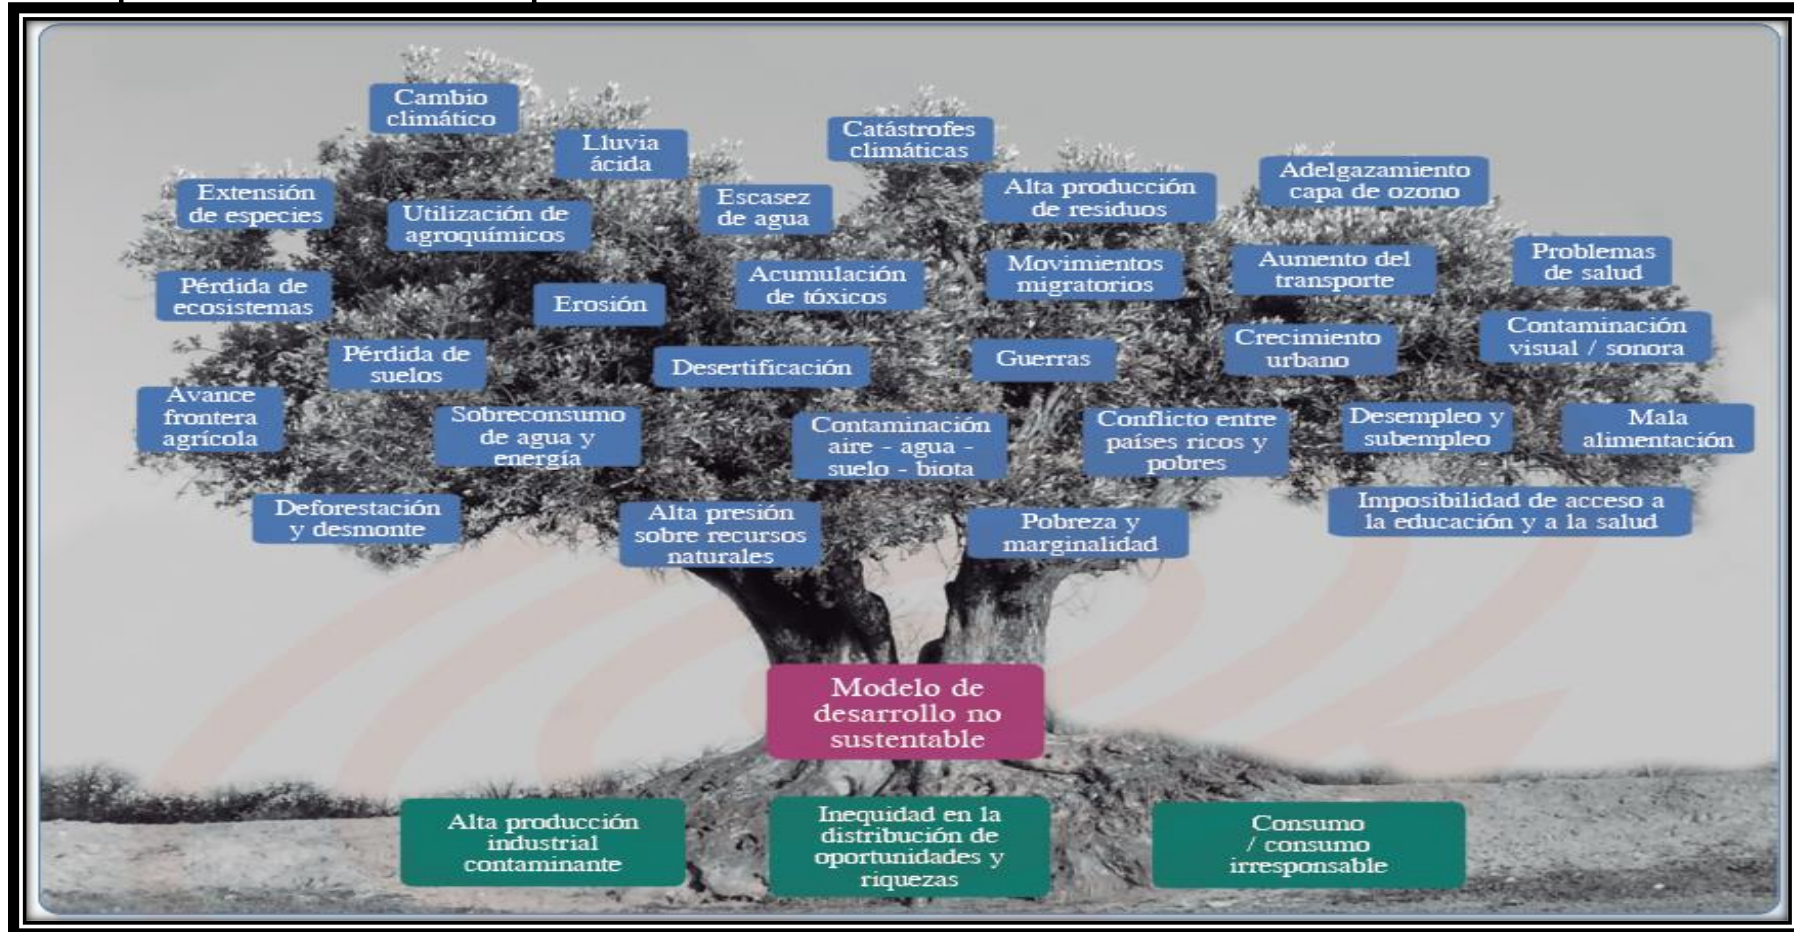 Cambio
climático
Lluvia
ácida
Catástrofes
climáticas
Adelgazamiento
capa de ozono
Extensión
de especies
Utilización de
agroquímicos
Escasez
de agua
Alta producción
de residuos
Problemas
de salud
Pérdida de
ecosistemas
Erosión
Acumulación
de tóxicos
Movimientos
migratorios
Aumento del
transporte
Contaminación
visual / sonora
Pérdida de
suelos
Desertificación
Guerras
Crecimiento
urbano
Avance
frontera
agrícola
Sobreconsumo
de agua y
energía
Contaminación
aire - agua -
suelo - biota
Conflicto entre
países ricos y
pobres
Desempleo y
subempleo
Mala
alimentación
Deforestación
y desmonte
Alta presión
sobre recursos
naturales
Pobreza y
marginalidad
Imposibilidad de acceso a
la educación y a la salud
Modelo de
desarrollo no
sustentable
Alta producción
industrial
contaminante
Inequidad en la
distribución de
oportunidades y
riquezas
Consumo
/ consumo
irresponsable